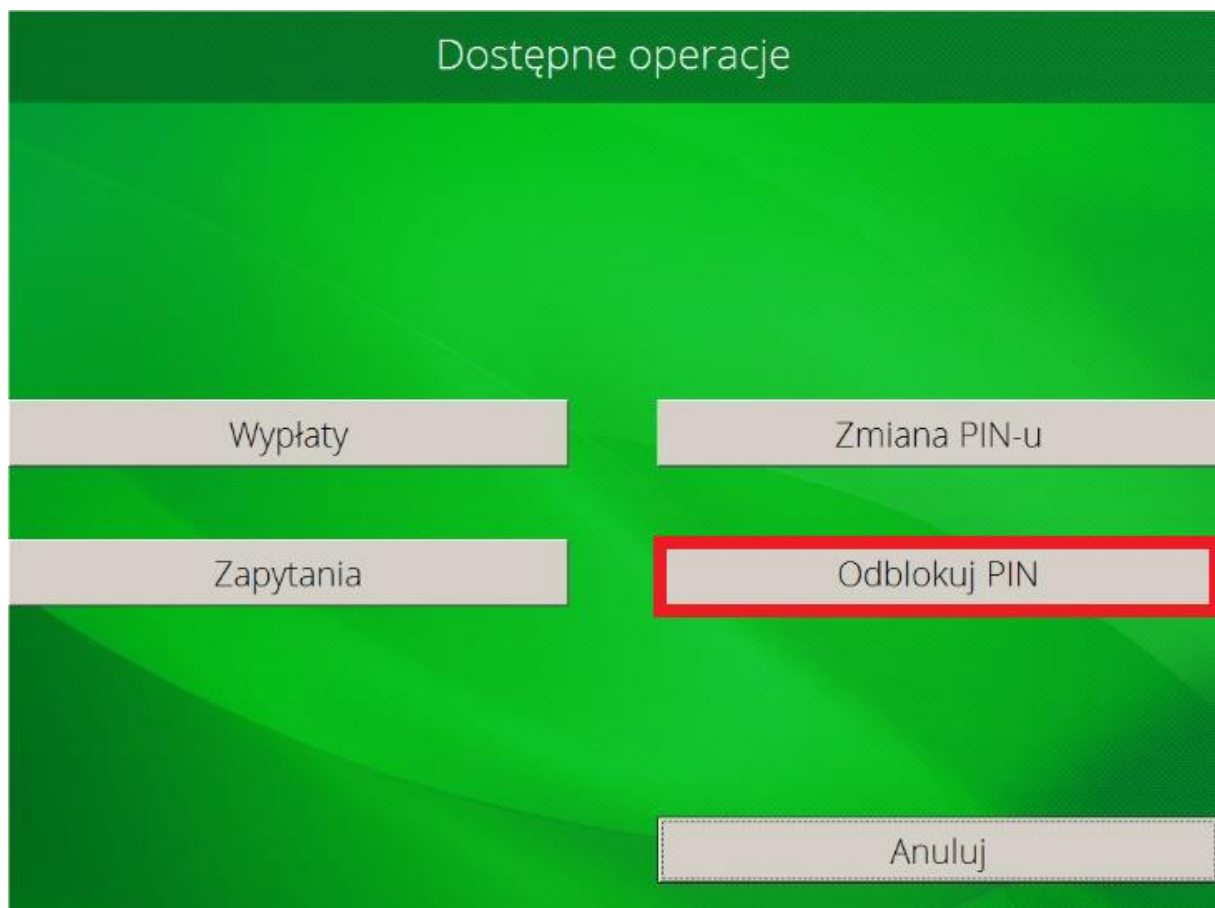 Dostępne operacje
Wypłaty
Zmiana PIN-u
Zapytania
Odblokuj PIN
Anuluj